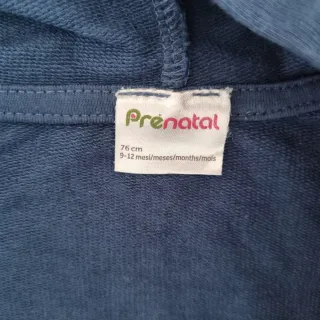 Prénatal
76 cm
9-12 mesi/meses/months/mois